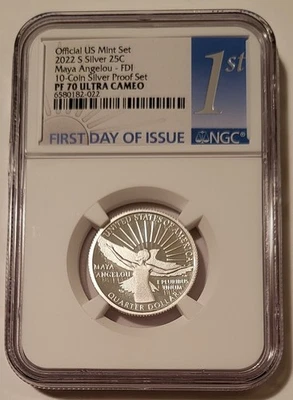 Official US Mint Set
2022 S Silver 25C
Maya Angelou - FDI
10-Coin Silver Proof Set
PF 70 ULTRA CAMEO
6580182-022
1st
FIRST DAY OF ISSUE
NGC®
UNITED STATES OF AMERICA
MAYA
ANGELOU
E PLURIBUS
UNUM
QUARTER DOLLAR